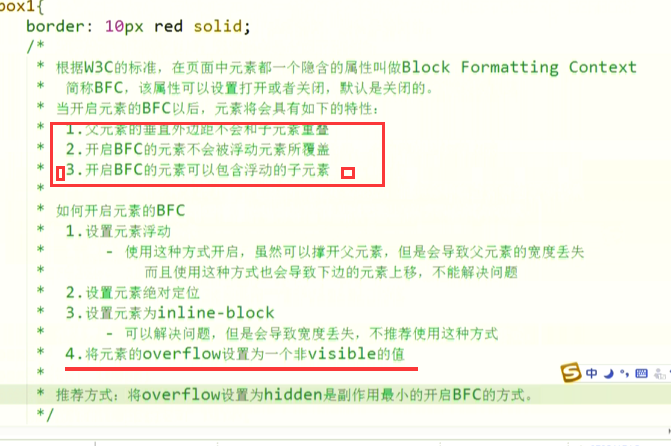 box1{
border: 10px red solid;
/*
* 根据W3C的标准，在页面中元素都一个隐含的属性叫做Block Formatting Context
* 简称BFC，该属性可以设置打开或者关闭，默认是关闭的。
* 当开启元素的BFC以后，元素将会具有如下的特性：
* 1.父元素的垂直外边距不会和子元素重叠
* 2.开启BFC的元素不会被浮动元素所覆盖
* 3.开启BFC的元素可以包含浮动的子元素
*
* 如何开启元素的BFC
* 1.设置元素浮动
* - 使用这种方式开启，虽然可以撑开父元素，但是会导致父元素的宽度丢失
* 而且使用这种方式也会导致下边的元素上移，不能解决问题
* 2.设置元素绝对定位
* 3.设置元素为inline-block
* - 可以解决问题，但是会导致宽度丢失，不推荐使用这种方式
* 4.将元素的overflow设置为一个非visible的值
*
* 推荐方式：将overflow设置为hidden是副作用最小的开启BFC的方式。
*/
S 中